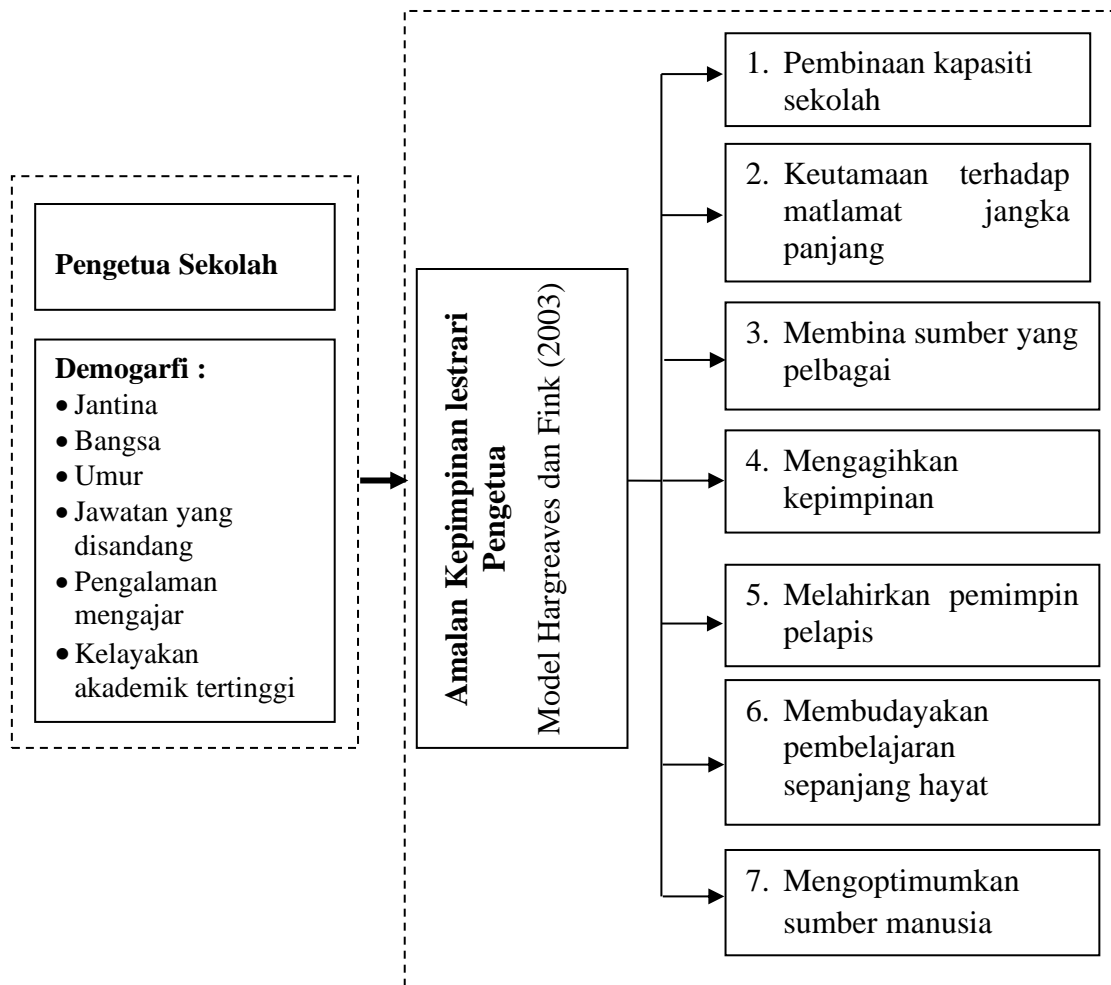 Pengetua Sekolah
Demogarfi :
• Jantina
• Bangsa
• Umur
• Jawatan yang
disandang
• Pengalaman
mengajar
• Kelayakan
akademik tertinggi
Amalan Kepimpinan lestrari
Pengetua
Model Hargreaves dan Fink (2003)
1. Pembinaan kapasiti
sekolah
2. Keutamaan terhadap
matlamat jangka
panjang
3. Membina sumber yang
pelbagai
4. Mengagihkan
kepimpinan
5. Melahirkan pemimpin
pelapis
6. Membudayakan
pembelajaran
sepanjang hayat
7. Mengoptimumkan
sumber manusia